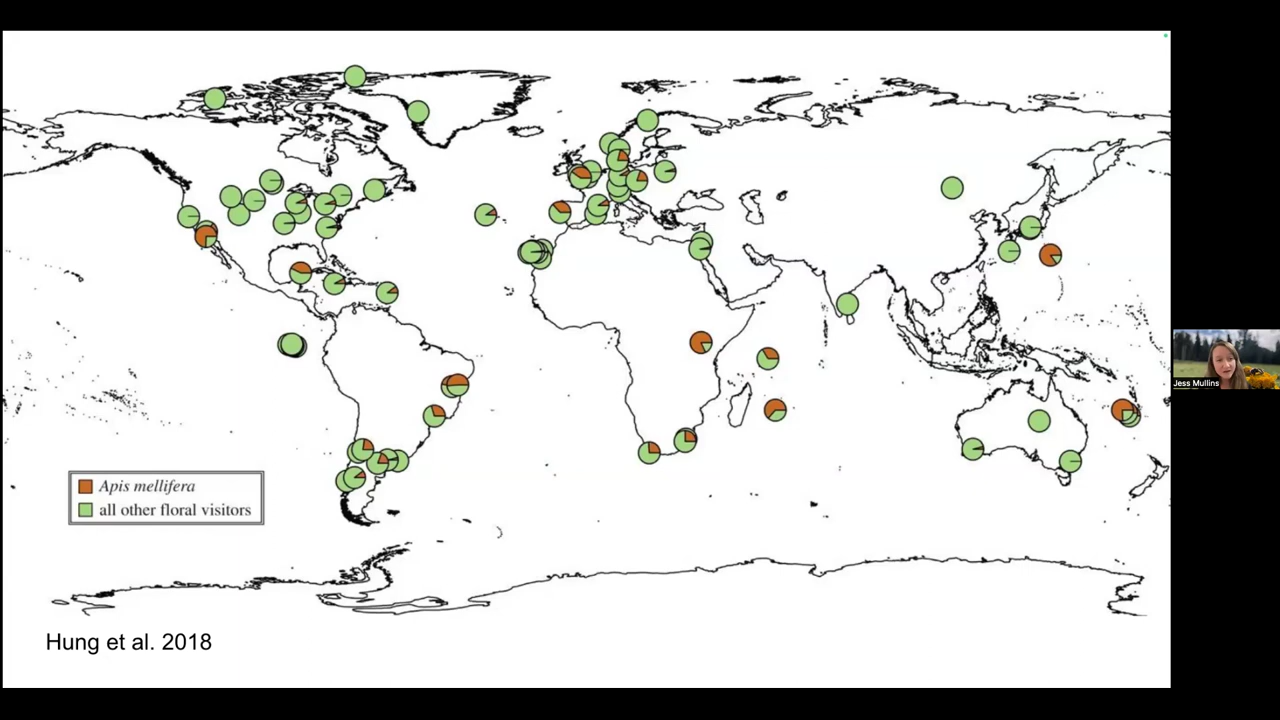 Apis mellifera
all other floral visitors
Hung et al. 2018
Jess Mullins